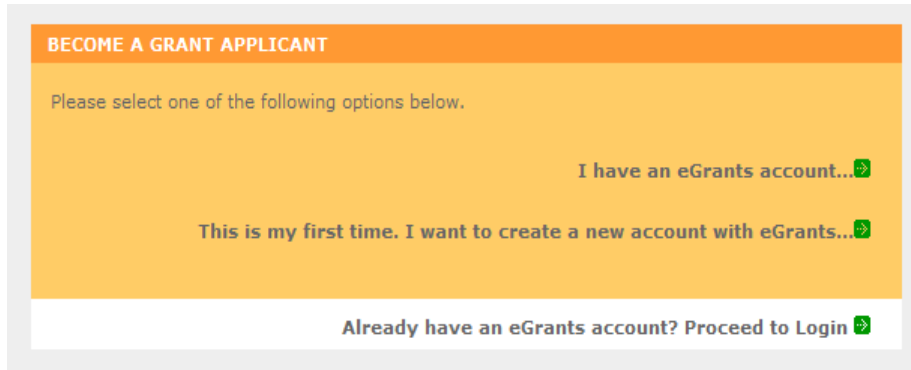 BECOME A GRANT APPLICANT
Please select one of the following options below.
I have an eGrants account...
This is my first time. I want to create a new account with eGrants...
Already have an eGrants account? Proceed to Login